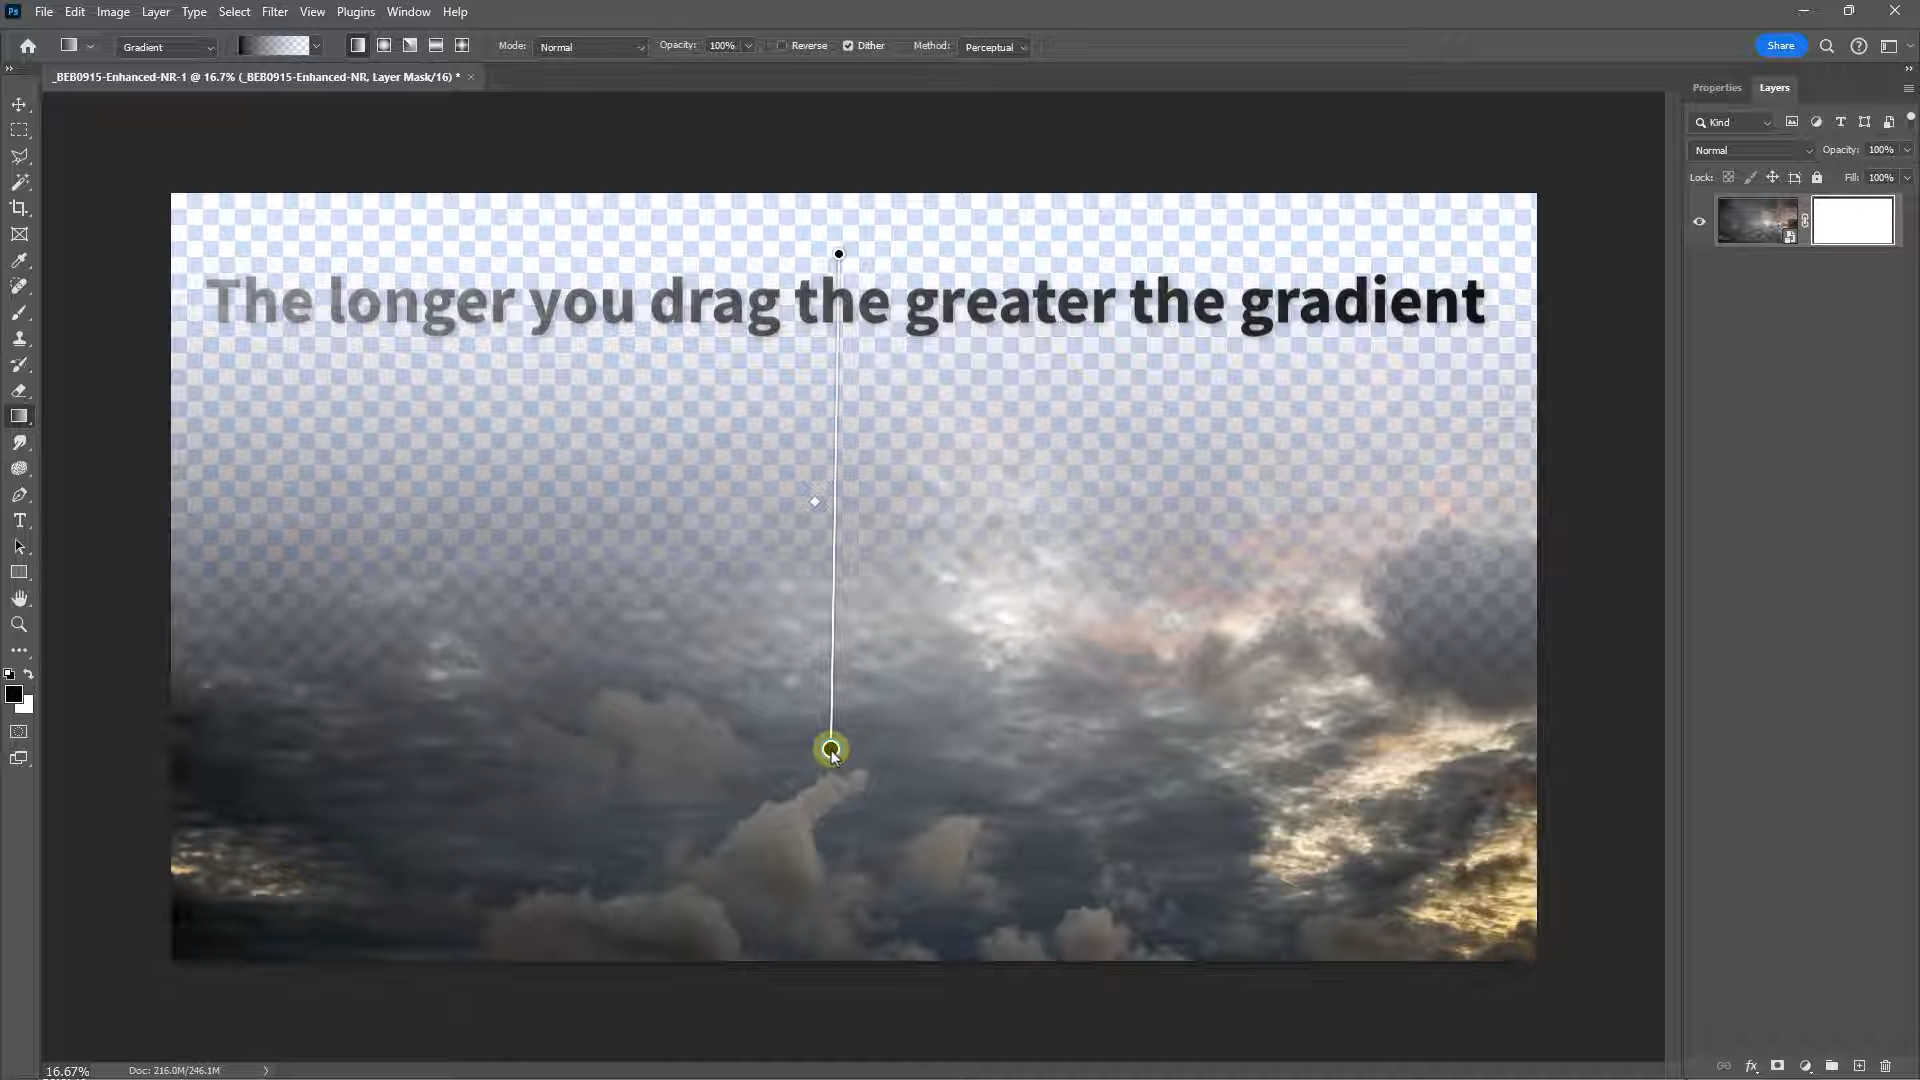 Ps File Edit Image Layer Type Select Filter View Plugins Window Help
Gradient Mode: Normal Opacity: 100% Reverse Dither Method: Perceptual Share
_BEB0915-Enhanced-NR-1 @ 16.7% (_BEB0915-Enhanced-NR, Layer Mask/16) * ×
Properties Layers
Kind
Normal Opacity: 100%
Lock: Fill: 100%
The longer you drag the greater the gradient
16.67% Doc: 216.0M/246.1M